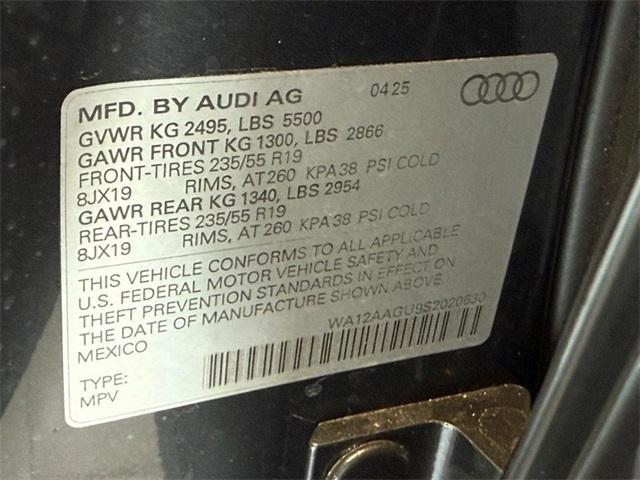 MFD. BY AUDI AG 04 25
GVWR KG 2495, LBS 5500
GAWR FRONT KG 1300, LBS 2866
FRONT-TIRES 235/55 R19
8JX19 RIMS, AT 260 KPA 38 PSI COLD
GAWR REAR KG 1340, LBS 2954
REAR-TIRES 235/55 R19
8JX19 RIMS, AT 260 KPA 38 PSI COLD
THIS VEHICLE CONFORMS TO ALL APPLICABLE
U.S. FEDERAL MOTOR VEHICLE SAFETY AND
THEFT PREVENTION STANDARDS IN EFFECT ON
THE DATE OF MANUFACTURE SHOWN ABOVE
MEXICO
WA12AAGU9S2020630
TYPE:
MPV